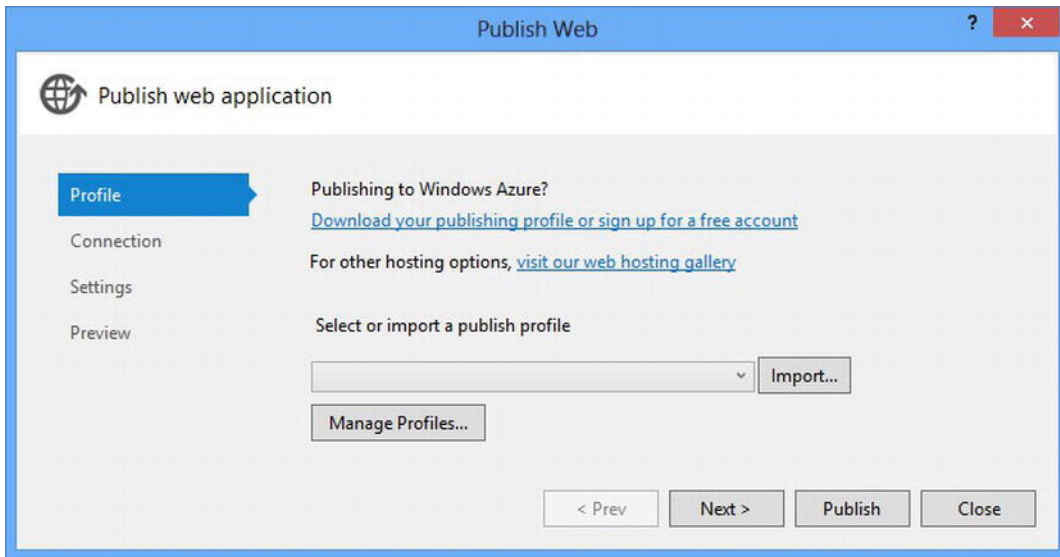 Publish Web
?
Publish web application
Profile
Connection
Settings
Preview
Publishing to Windows Azure?
Download your publishing profile or sign up for a free account
For other hosting options, visit our web hosting gallery
Select or import a publish profile
Import...
Manage Profiles...
< Prev
Next >
Publish
Close